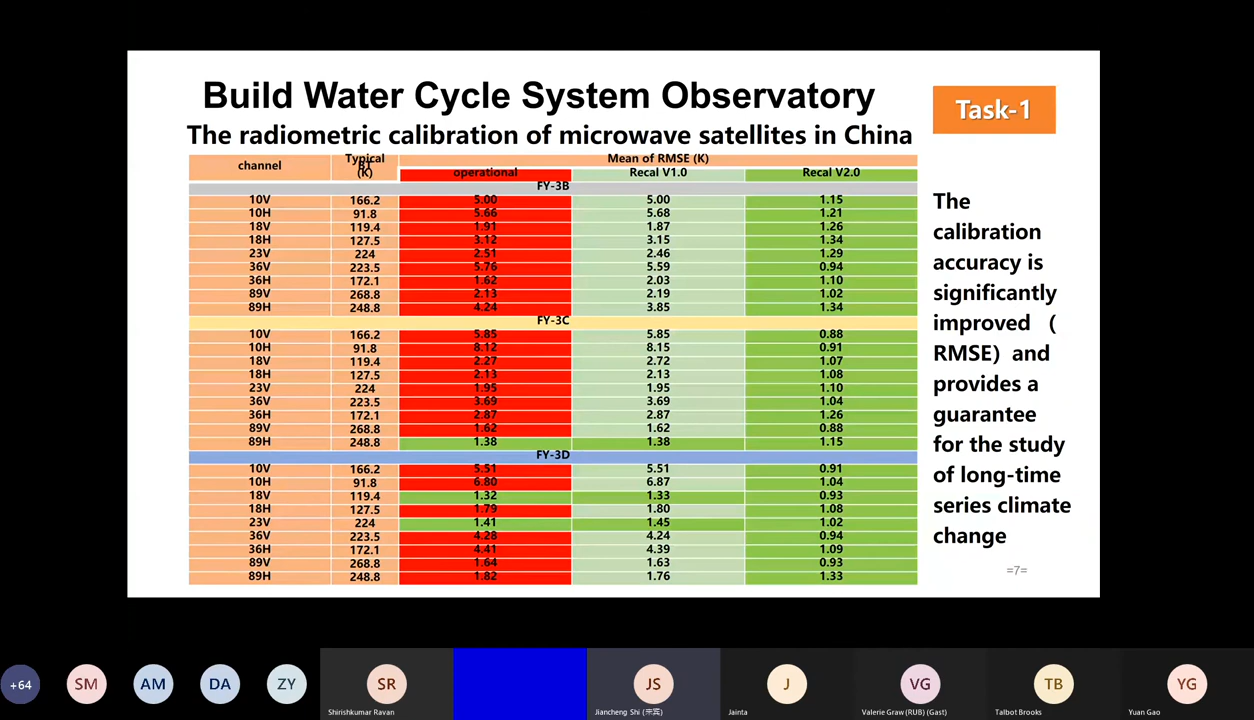 Build Water Cycle System Observatory
Task-1
The radiometric calibration of microwave satellites in China
channel Typical BT (K) Mean of RMSE (K)
operational Recal V1.0 Recal V2.0
FY-3B
10V 166.2 5.00 5.00 1.15
10H 91.8 5.66 5.68 1.21
18V 119.4 1.91 1.87 1.26
18H 127.5 3.12 3.15 1.34
23V 224 2.51 2.46 1.29
36V 223.5 5.76 5.59 0.94
36H 172.1 1.62 2.03 1.10
89V 268.8 2.13 2.19 1.02
89H 248.8 4.24 3.85 1.34
FY-3C
10V 166.2 5.85 5.85 0.88
10H 91.8 8.12 8.15 0.91
18V 119.4 2.27 2.72 1.07
18H 127.5 2.13 2.13 1.08
23V 224 1.95 1.95 1.10
36V 223.5 3.69 3.69 1.04
36H 172.1 2.87 2.87 1.26
89V 268.8 1.62 1.62 0.88
89H 248.8 1.38 1.38 1.15
FY-3D
10V 166.2 5.51 5.51 0.91
10H 91.8 6.80 6.87 1.04
18V 119.4 1.32 1.33 0.93
18H 127.5 1.79 1.80 1.08
23V 224 1.41 1.45 1.02
36V 223.5 4.28 4.24 0.94
36H 172.1 4.41 4.39 1.09
89V 268.8 1.64 1.63 0.93
89H 248.8 1.82 1.76 1.33
The
calibration
accuracy is
significantly
improved （
RMSE）and
provides a
guarantee
for the study
of long-time
series climate
change
=7=
+64 SM AM DA ZY SR JS J VG TB YG
Shirishkumar Ravan Jiancheng Shi (宾宾) Jainta Valerie Graw (RUB) (Gast) Talbot Brooks Yuan Gao